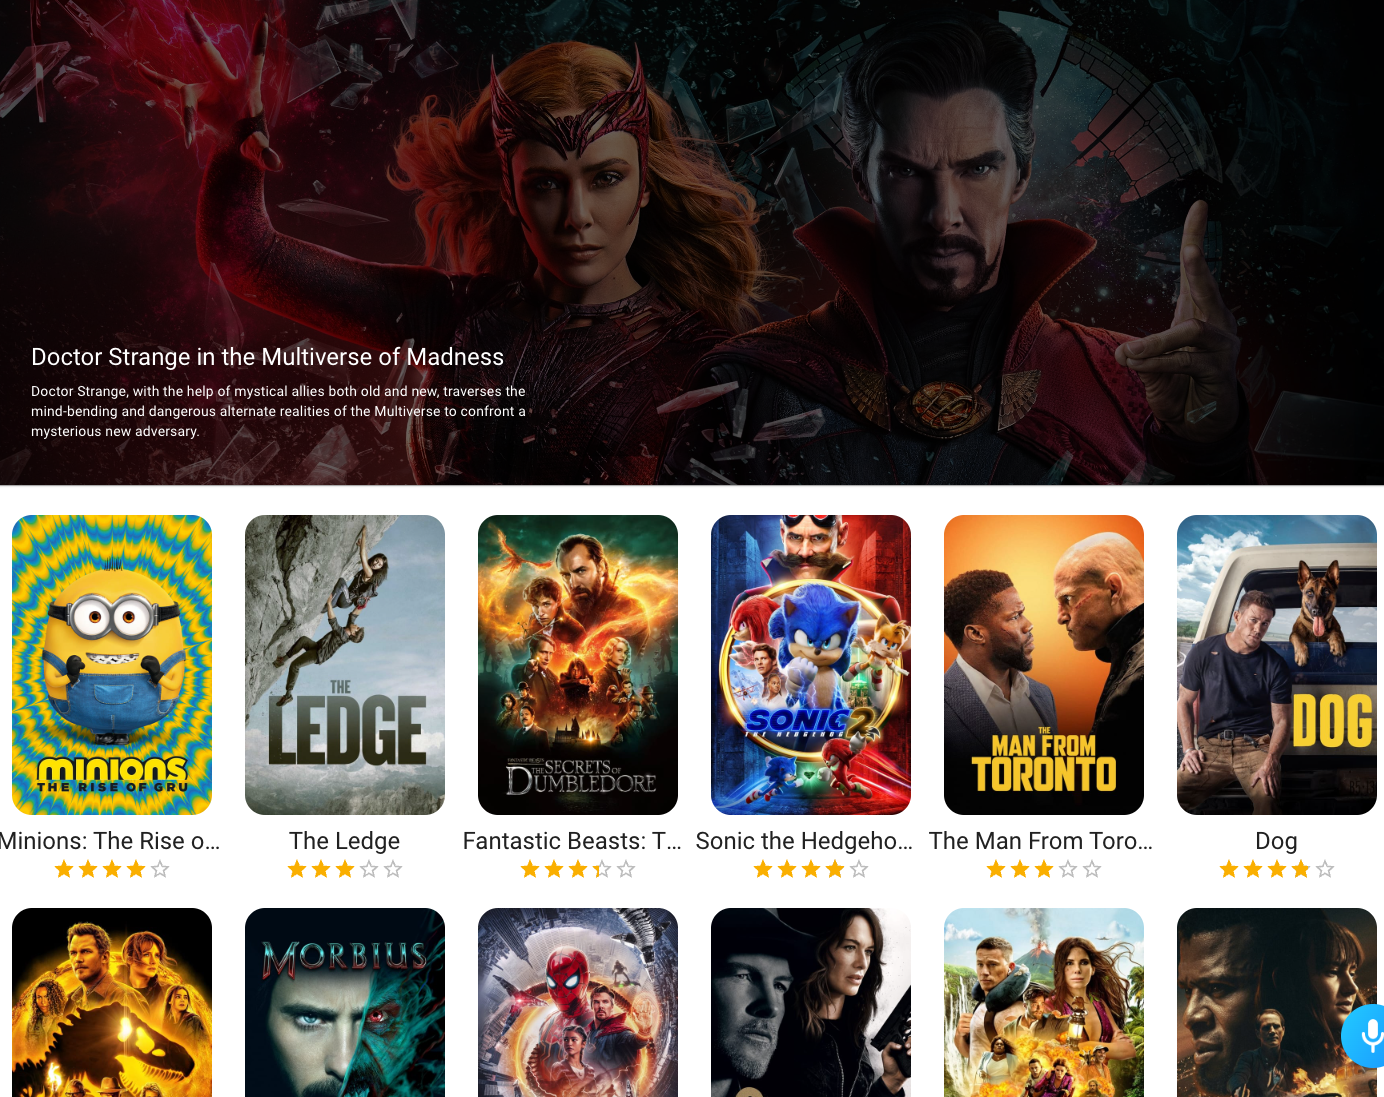 Doctor Strange in the Multiverse of Madness
Doctor Strange, with the help of mystical allies both old and new, traverses the
mind-bending and dangerous alternate realities of the Multiverse to confront a
mysterious new adversary.
MINIONS
THE RISE OF GRU
THE
LEDGE
FANTASTIC BEASTS
THE SECRETS OF
DUMBLEDORE
SONIC 2
THE HEDGEHOG
THE
MAN FROM
TORONTO
DOG
Minions: The Rise o...
The Ledge
Fantastic Beasts: T...
Sonic the Hedgeho...
The Man From Toro...
Dog
MORBIUS